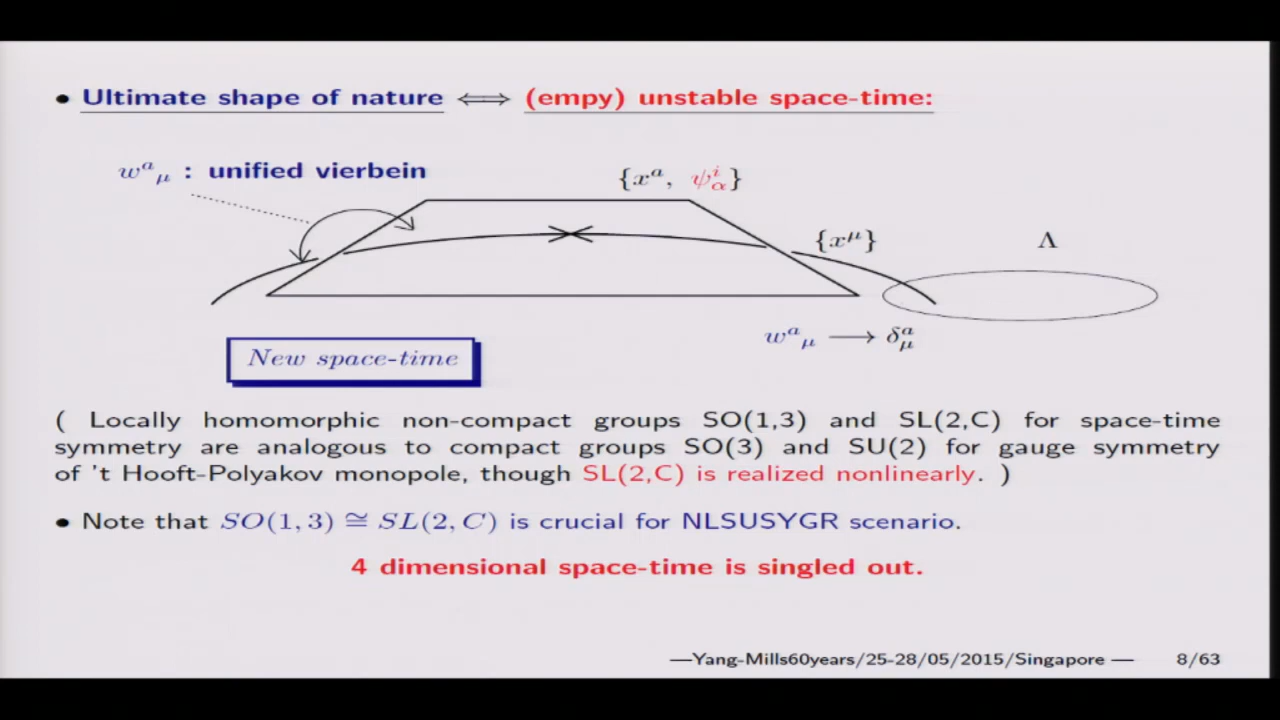 • Ultimate shape of nature ⟺ (empy) unstable space-time:
wᵃ_μ : unified vierbein
{xᵃ, ψ^i_α}
{x^μ}
Λ
wᵃ_μ ⟶ δ^a_μ
New space-time
( Locally homomorphic non-compact groups SO(1,3) and SL(2,C) for space-time
symmetry are analogous to compact groups SO(3) and SU(2) for gauge symmetry
of 't Hooft-Polyakov monopole, though SL(2,C) is realized nonlinearly. )
• Note that SO(1, 3) ≅ SL(2, C) is crucial for NLSUSYGR scenario.
4 dimensional space-time is singled out.
—Yang-Mills60years/25-28/05/2015/Singapore — 8/63